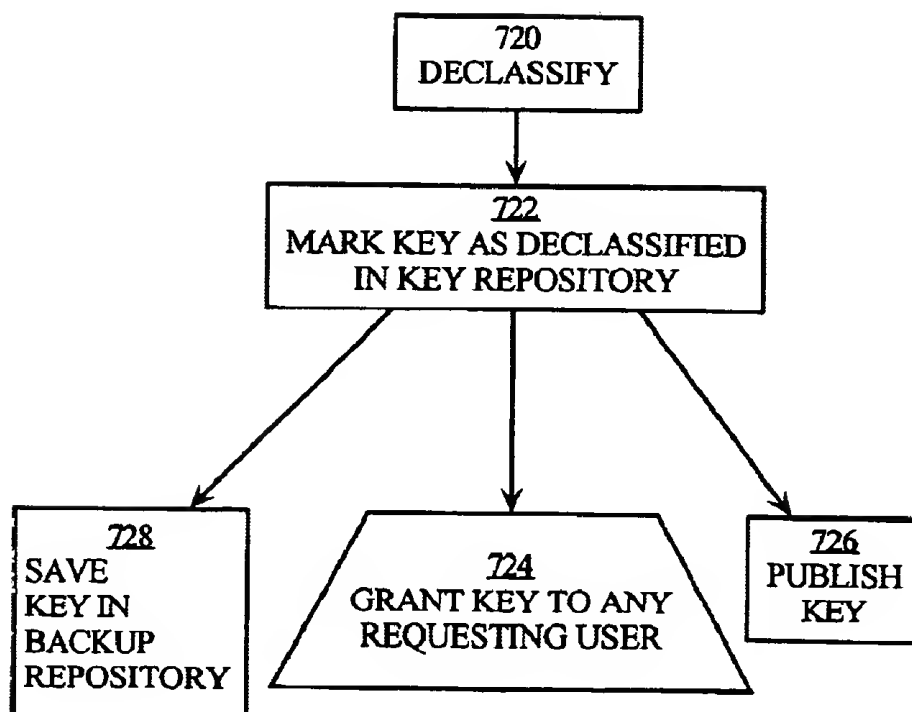 720
DECLASSIFY
722
MARK KEY AS DECLASSIFIED
IN KEY REPOSITORY
728
SAVE
KEY IN
BACKUP
REPOSITORY
724
GRANT KEY TO ANY
REQUESTING USER
726
PUBLISH
KEY